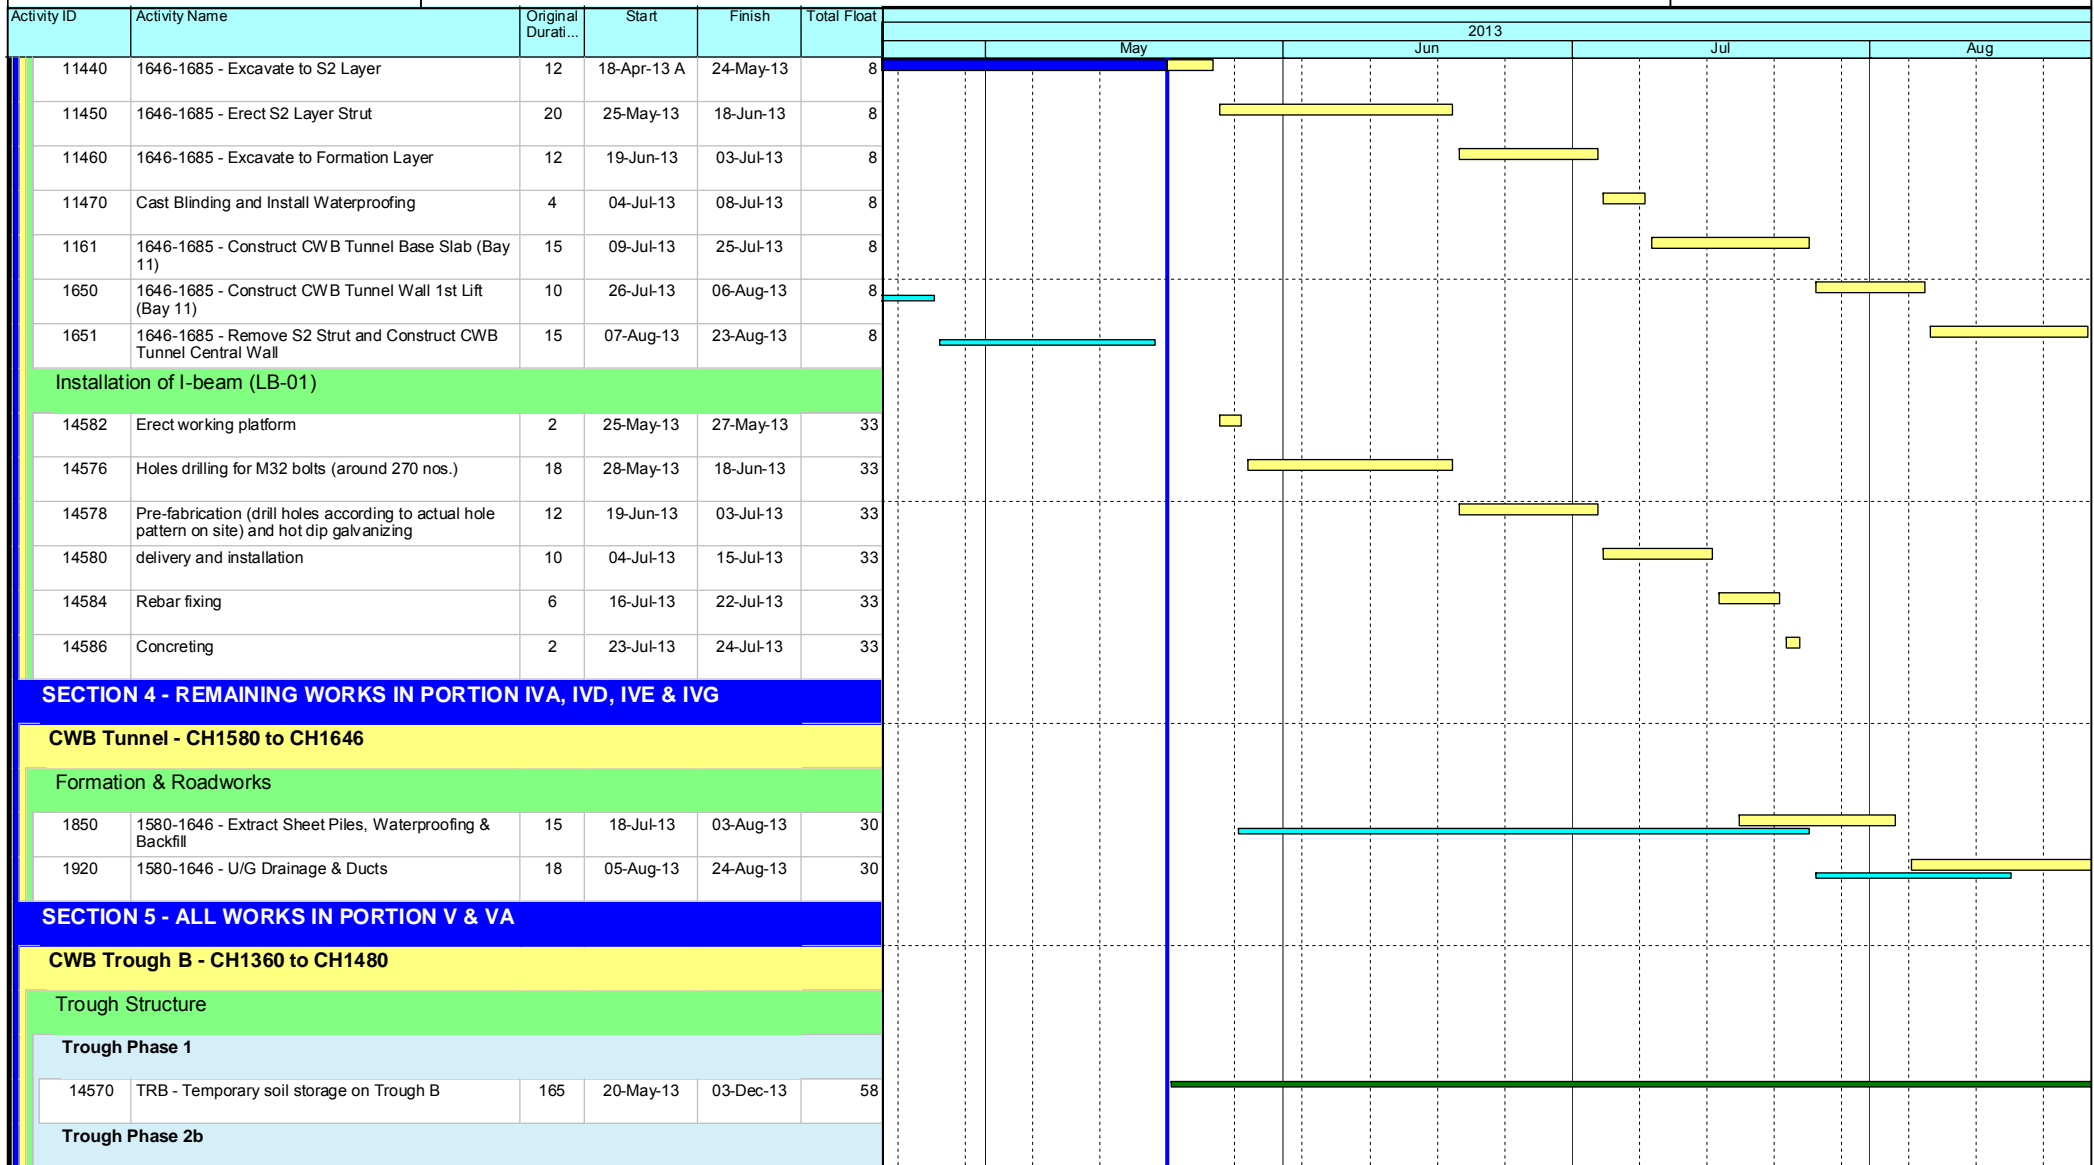 Activity ID Activity Name Original Start Finish Total Float
Durati...
2013
May Jun Jul Aug
11440 1646-1685 - Excavate to S2 Layer 12 18-Apr-13 A 24-May-13 8
11450 1646-1685 - Erect S2 Layer Strut 20 25-May-13 18-Jun-13 8
11460 1646-1685 - Excavate to Formation Layer 12 19-Jun-13 03-Jul-13 8
11470 Cast Blinding and Install Waterproofing 4 04-Jul-13 08-Jul-13 8
1161 1646-1685 - Construct CWB Tunnel Base Slab (Bay 15 09-Jul-13 25-Jul-13 8
11)
1650 1646-1685 - Construct CWB Tunnel Wall 1st Lift 10 26-Jul-13 06-Aug-13 8
(Bay 11)
1651 1646-1685 - Remove S2 Strut and Construct CWB 15 07-Aug-13 23-Aug-13 8
Tunnel Central Wall
Installation of I-beam (LB-01)
14582 Erect working platform 2 25-May-13 27-May-13 33
14576 Holes drilling for M32 bolts (around 270 nos.) 18 28-May-13 18-Jun-13 33
14578 Pre-fabrication (drill holes according to actual hole 12 19-Jun-13 03-Jul-13 33
pattern on site) and hot dip galvanizing
14580 delivery and installation 10 04-Jul-13 15-Jul-13 33
14584 Rebar fixing 6 16-Jul-13 22-Jul-13 33
14586 Concreting 2 23-Jul-13 24-Jul-13 33
SECTION 4 - REMAINING WORKS IN PORTION IVA, IVD, IVE & IVG
CWB Tunnel - CH1580 to CH1646
Formation & Roadworks
1850 1580-1646 - Extract Sheet Piles, Waterproofing & 15 18-Jul-13 03-Aug-13 30
Backfill
1920 1580-1646 - U/G Drainage & Ducts 18 05-Aug-13 24-Aug-13 30
SECTION 5 - ALL WORKS IN PORTION V & VA
CWB Trough B - CH1360 to CH1480
Trough Structure
Trough Phase 1
14570 TRB - Temporary soil storage on Trough B 165 20-May-13 03-Dec-13 58
Trough Phase 2b